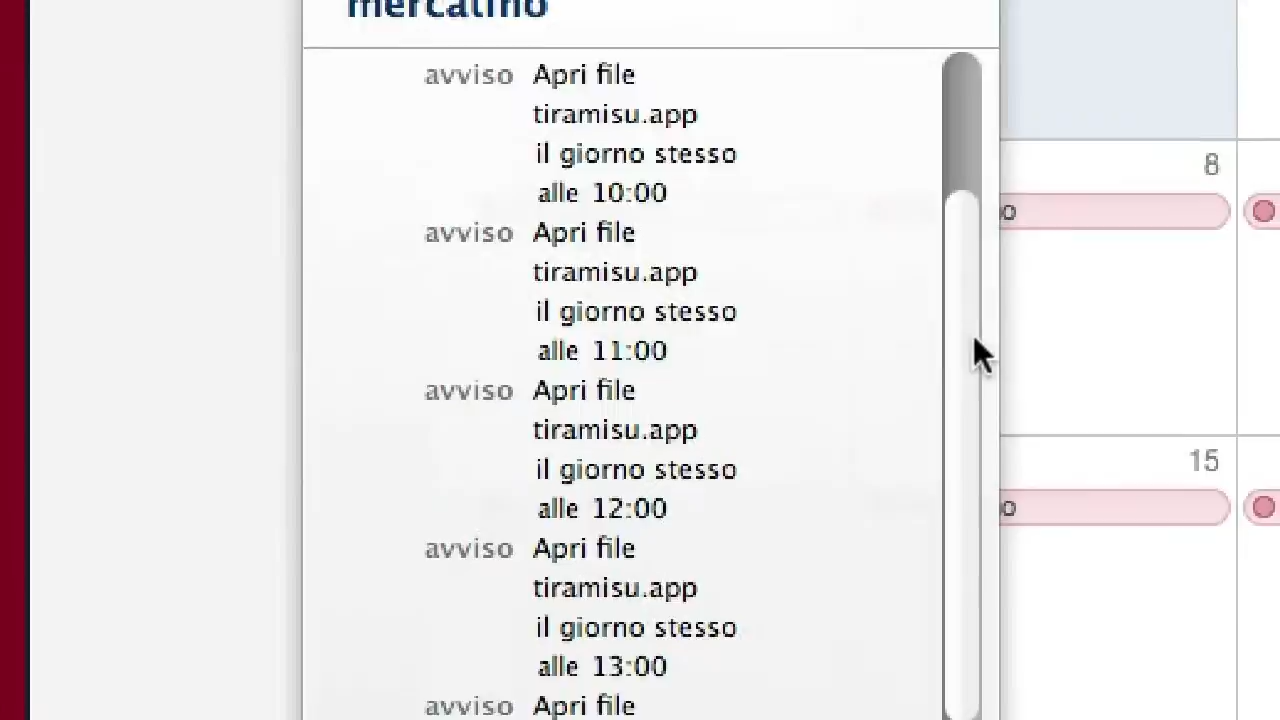 mercatino
avviso Apri file
tiramisu.app
il giorno stesso
alle 10:00
avviso Apri file
tiramisu.app
il giorno stesso
alle 11:00
avviso Apri file
tiramisu.app
il giorno stesso
alle 12:00
avviso Apri file
tiramisu.app
il giorno stesso
alle 13:00
avviso Apri file
8
o
15
o